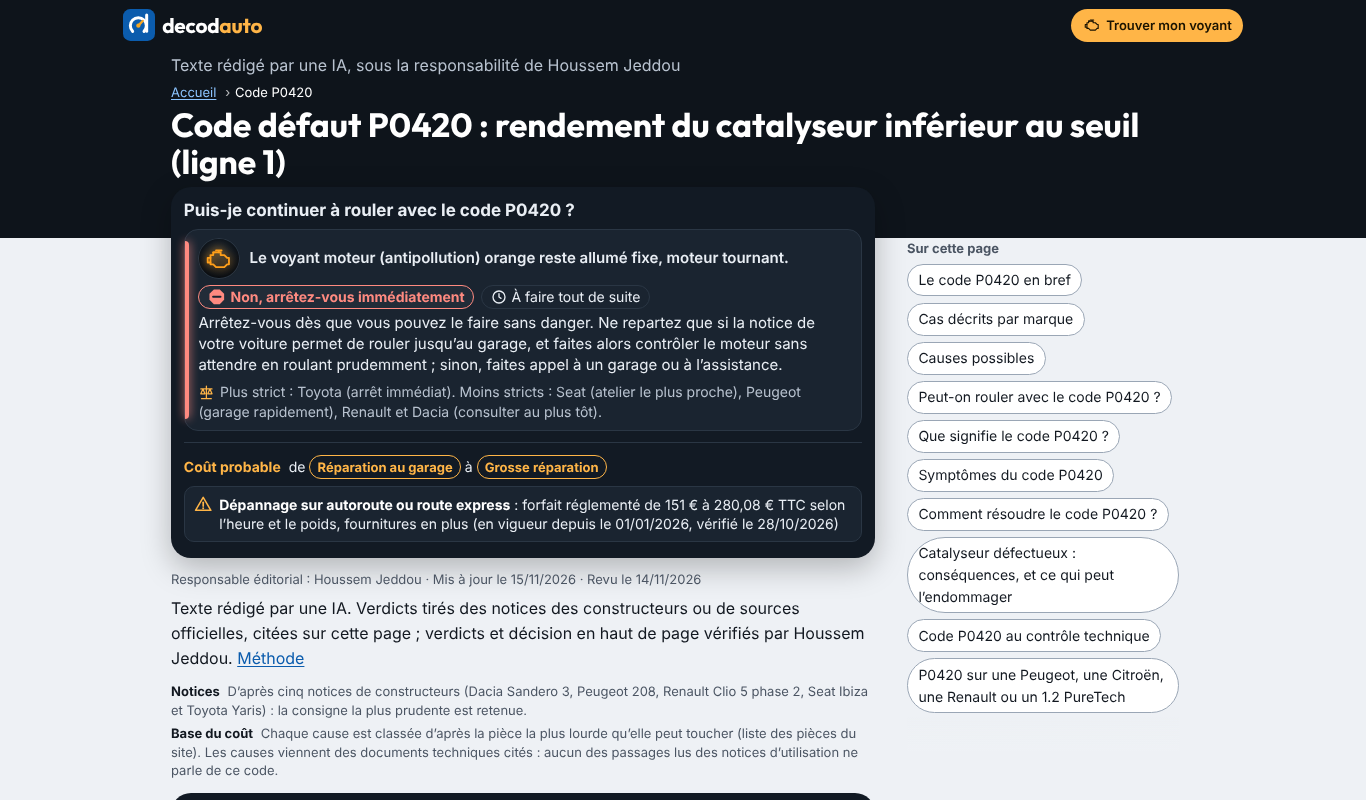 decodauto
Trouver mon voyant
Texte rédigé par une IA, sous la responsabilité de Houssem Jeddou
Accueil › Code P0420
Code défaut P0420 : rendement du catalyseur inférieur au seuil
(ligne 1)
Puis-je continuer à rouler avec le code P0420 ?
Le voyant moteur (antipollution) orange reste allumé fixe, moteur tournant.
Non, arrêtez-vous immédiatement
À faire tout de suite
Arrêtez-vous dès que vous pouvez le faire sans danger. Ne repartez que si la notice de
votre voiture permet de rouler jusqu’au garage, et faites alors contrôler le moteur sans
attendre en roulant prudemment ; sinon, faites appel à un garage ou à l’assistance.
Plus strict : Toyota (arrêt immédiat). Moins stricts : Seat (atelier le plus proche), Peugeot
(garage rapidement), Renault et Dacia (consulter au plus tôt).
Coût probable de Réparation au garage à Grosse réparation
Dépannage sur autoroute ou route express : forfait réglementé de 151 € à 280,08 € TTC selon
l’heure et le poids, fournitures en plus (en vigueur depuis le 01/01/2026, vérifié le 28/10/2026)
Responsable éditorial : Houssem Jeddou · Mis à jour le 15/11/2026 · Revu le 14/11/2026
Texte rédigé par une IA. Verdicts tirés des notices des constructeurs ou de sources
officielles, citées sur cette page ; verdicts et décision en haut de page vérifiés par Houssem
Jeddou. Méthode
Notices D’après cinq notices de constructeurs (Dacia Sandero 3, Peugeot 208, Renault Clio 5 phase 2, Seat Ibiza
et Toyota Yaris) : la consigne la plus prudente est retenue.
Base du coût Chaque cause est classée d’après la pièce la plus lourde qu’elle peut toucher (liste des pièces du
site). Les causes viennent des documents techniques cités : aucun des passages lus des notices d’utilisation ne
parle de ce code.
Sur cette page
Le code P0420 en bref
Cas décrits par marque
Causes possibles
Peut-on rouler avec le code P0420 ?
Que signifie le code P0420 ?
Symptômes du code P0420
Comment résoudre le code P0420 ?
Catalyseur défectueux :
conséquences, et ce qui peut
l’endommager
Code P0420 au contrôle technique
P0420 sur une Peugeot, une Citroën,
une Renault ou un 1.2 PureTech